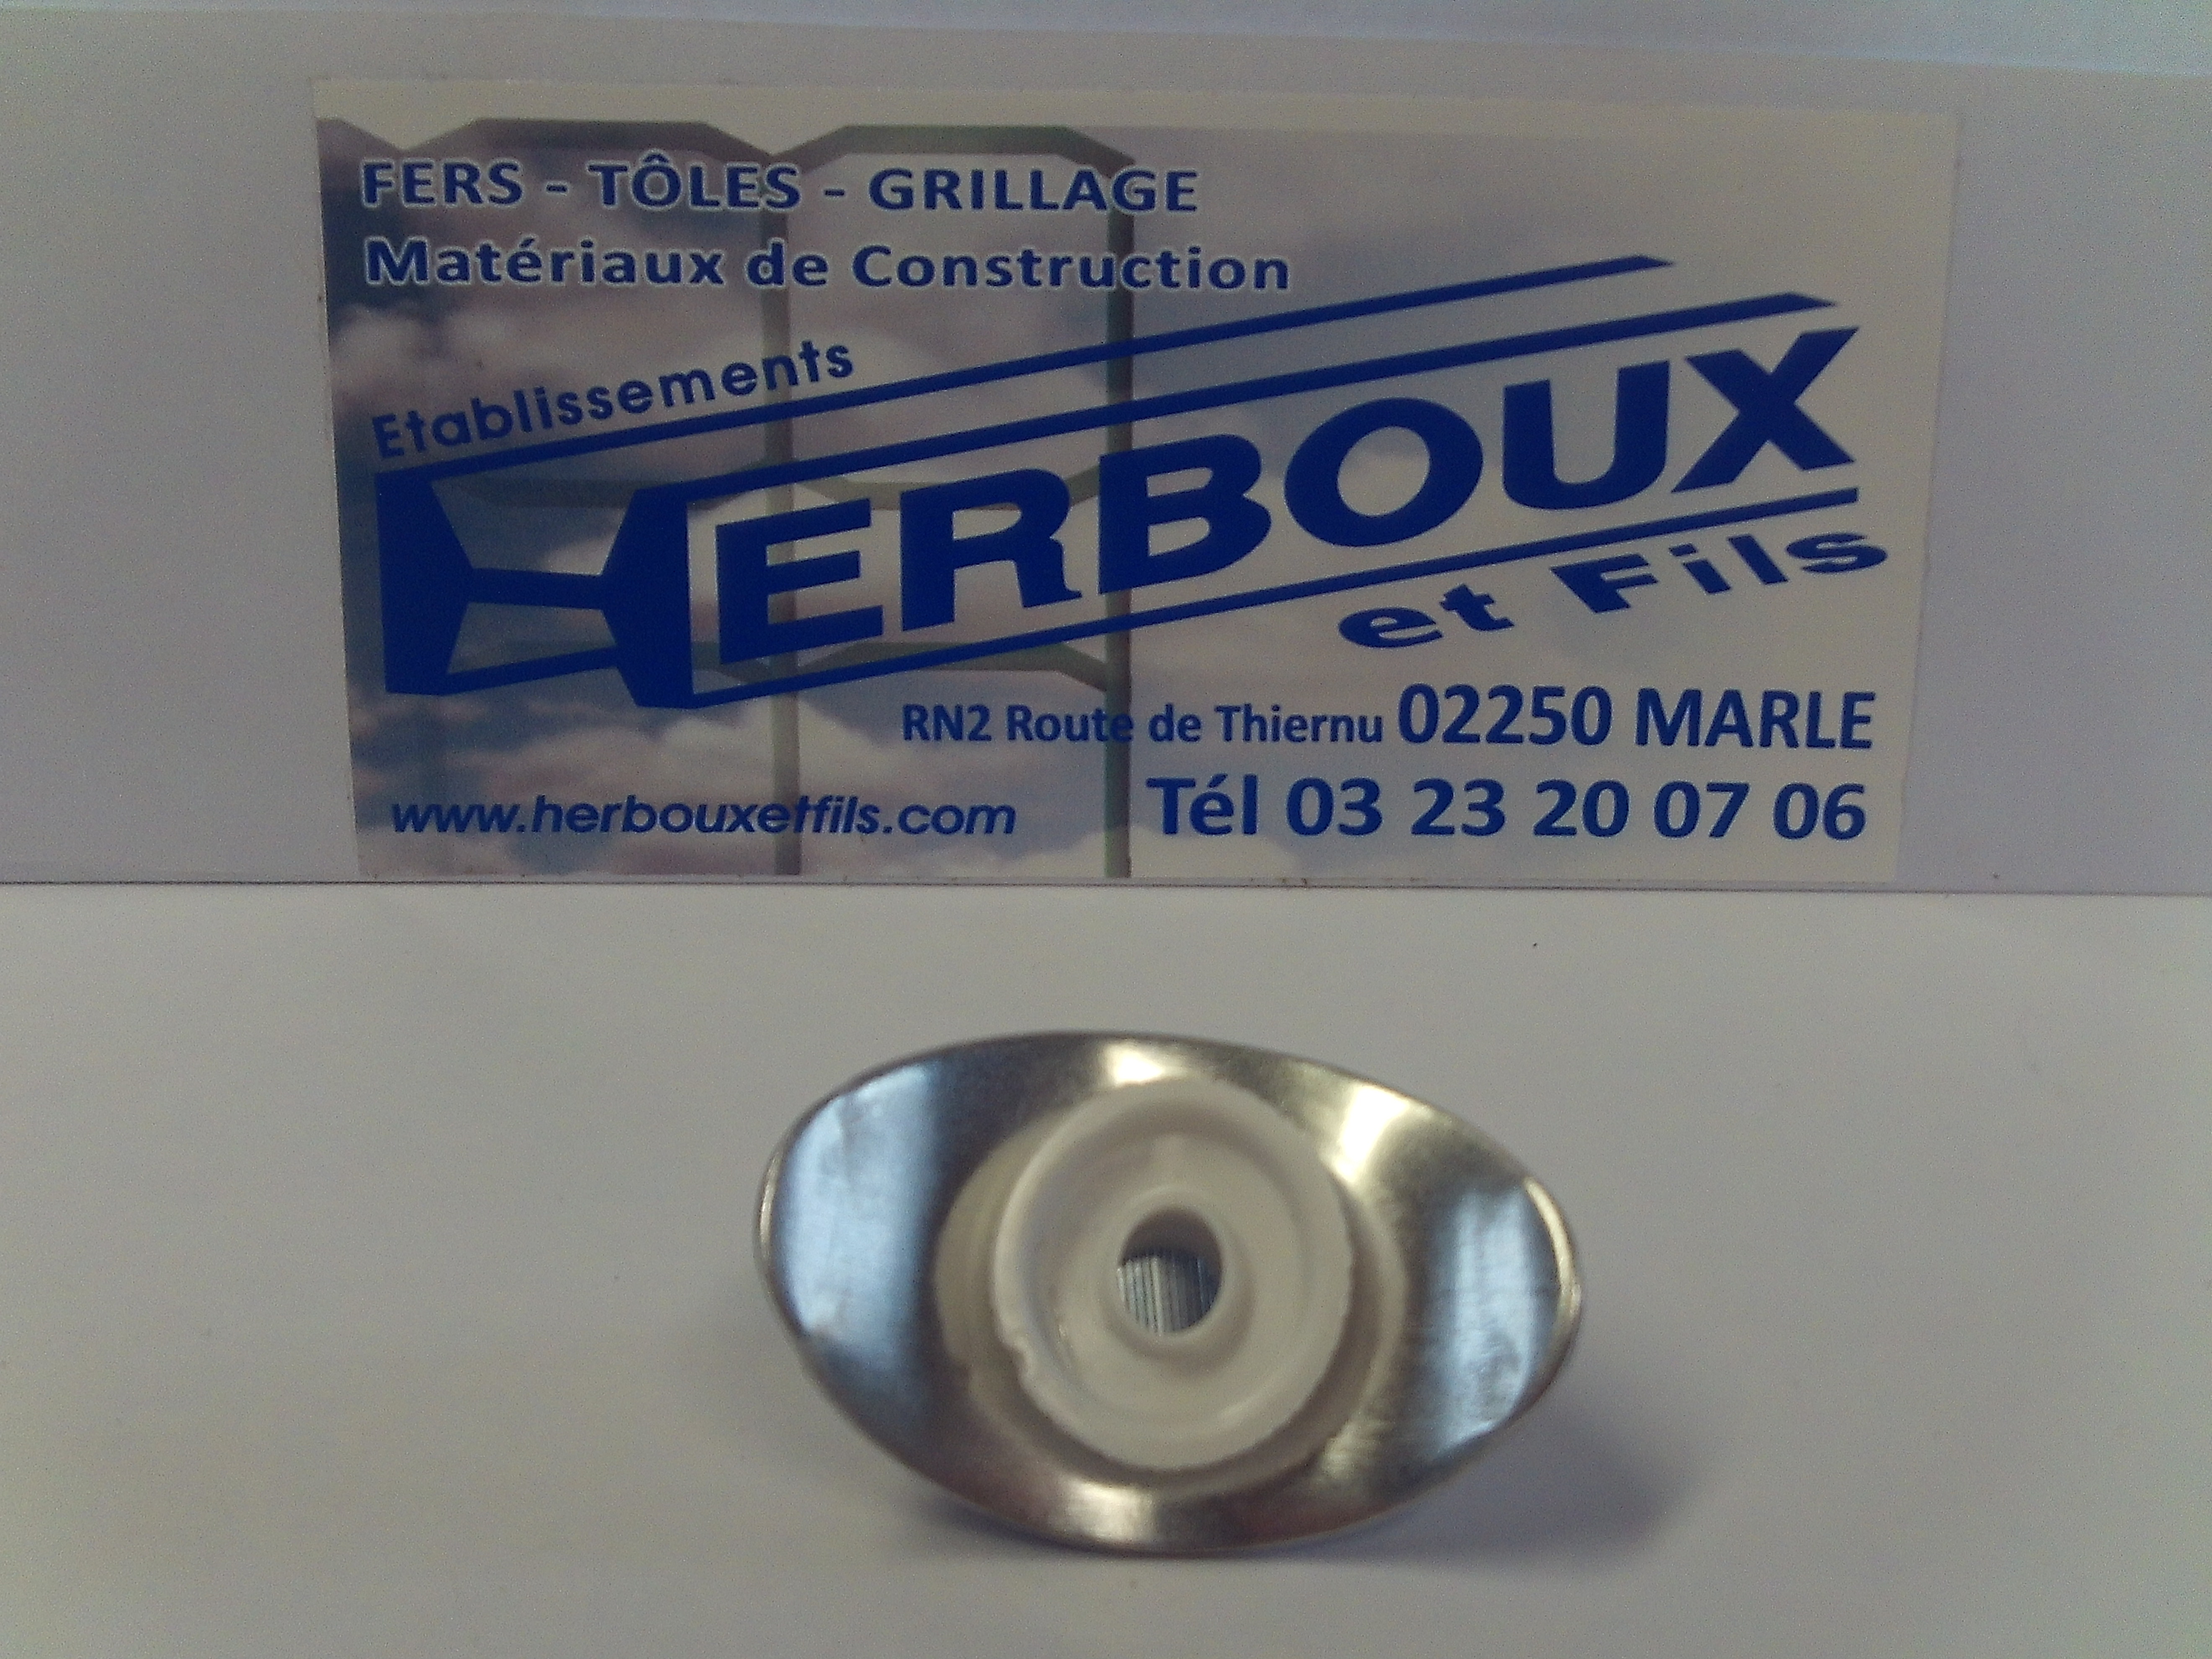 FERS - TÔLES - GRILLAGE
Matériaux de Construction
Etablissements
HERBOUX
et Fils
RN2 Route de Thiernu 02250 MARLE
www.herbouxetfils.com
Tél 03 23 20 07 06